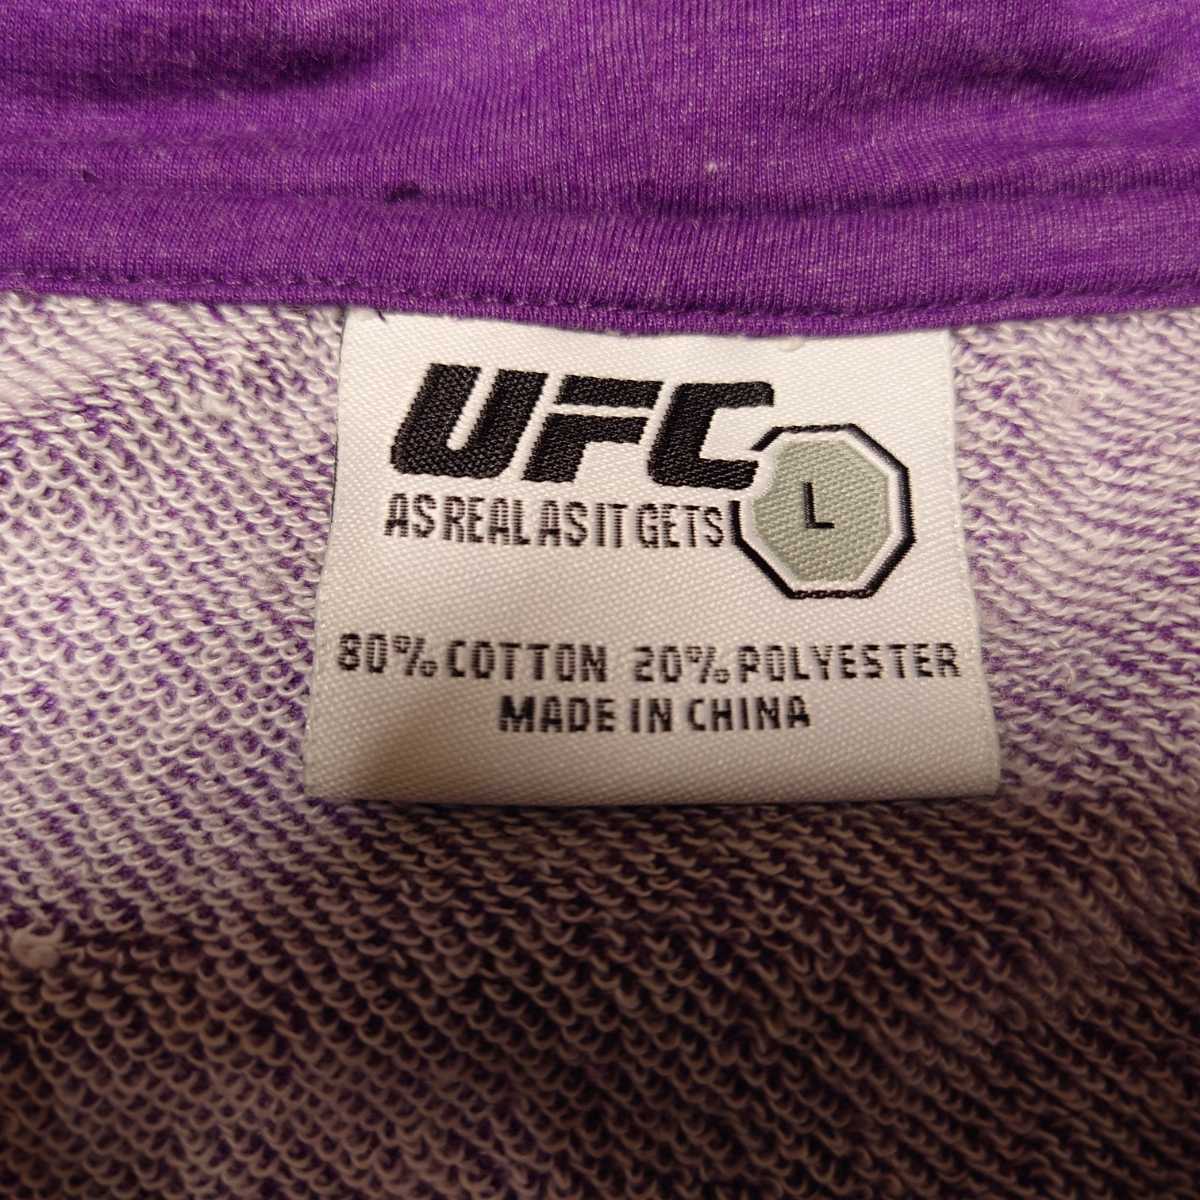 UFC
AS REAL AS IT GETS
L
80% COTTON 20% POLYESTER
MADE IN CHINA